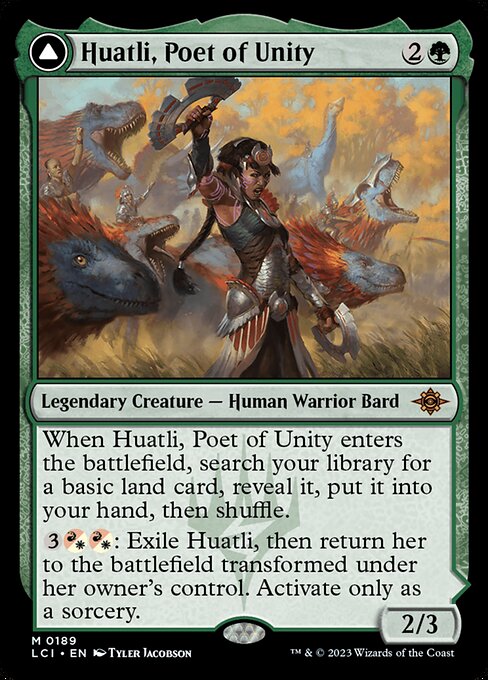 Huatli, Poet of Unity 2
Legendary Creature — Human Warrior Bard
When Huatli, Poet of Unity enters
the battlefield, search your library for
a basic land card, reveal it, put it into
your hand, then shuffle.
3: Exile Huatli, then return her
to the battlefield transformed under
her owner's control. Activate only as
a sorcery.
2/3
M 0189
LCI • EN Tyler Jacobson
™ & © 2023 Wizards of the Coast